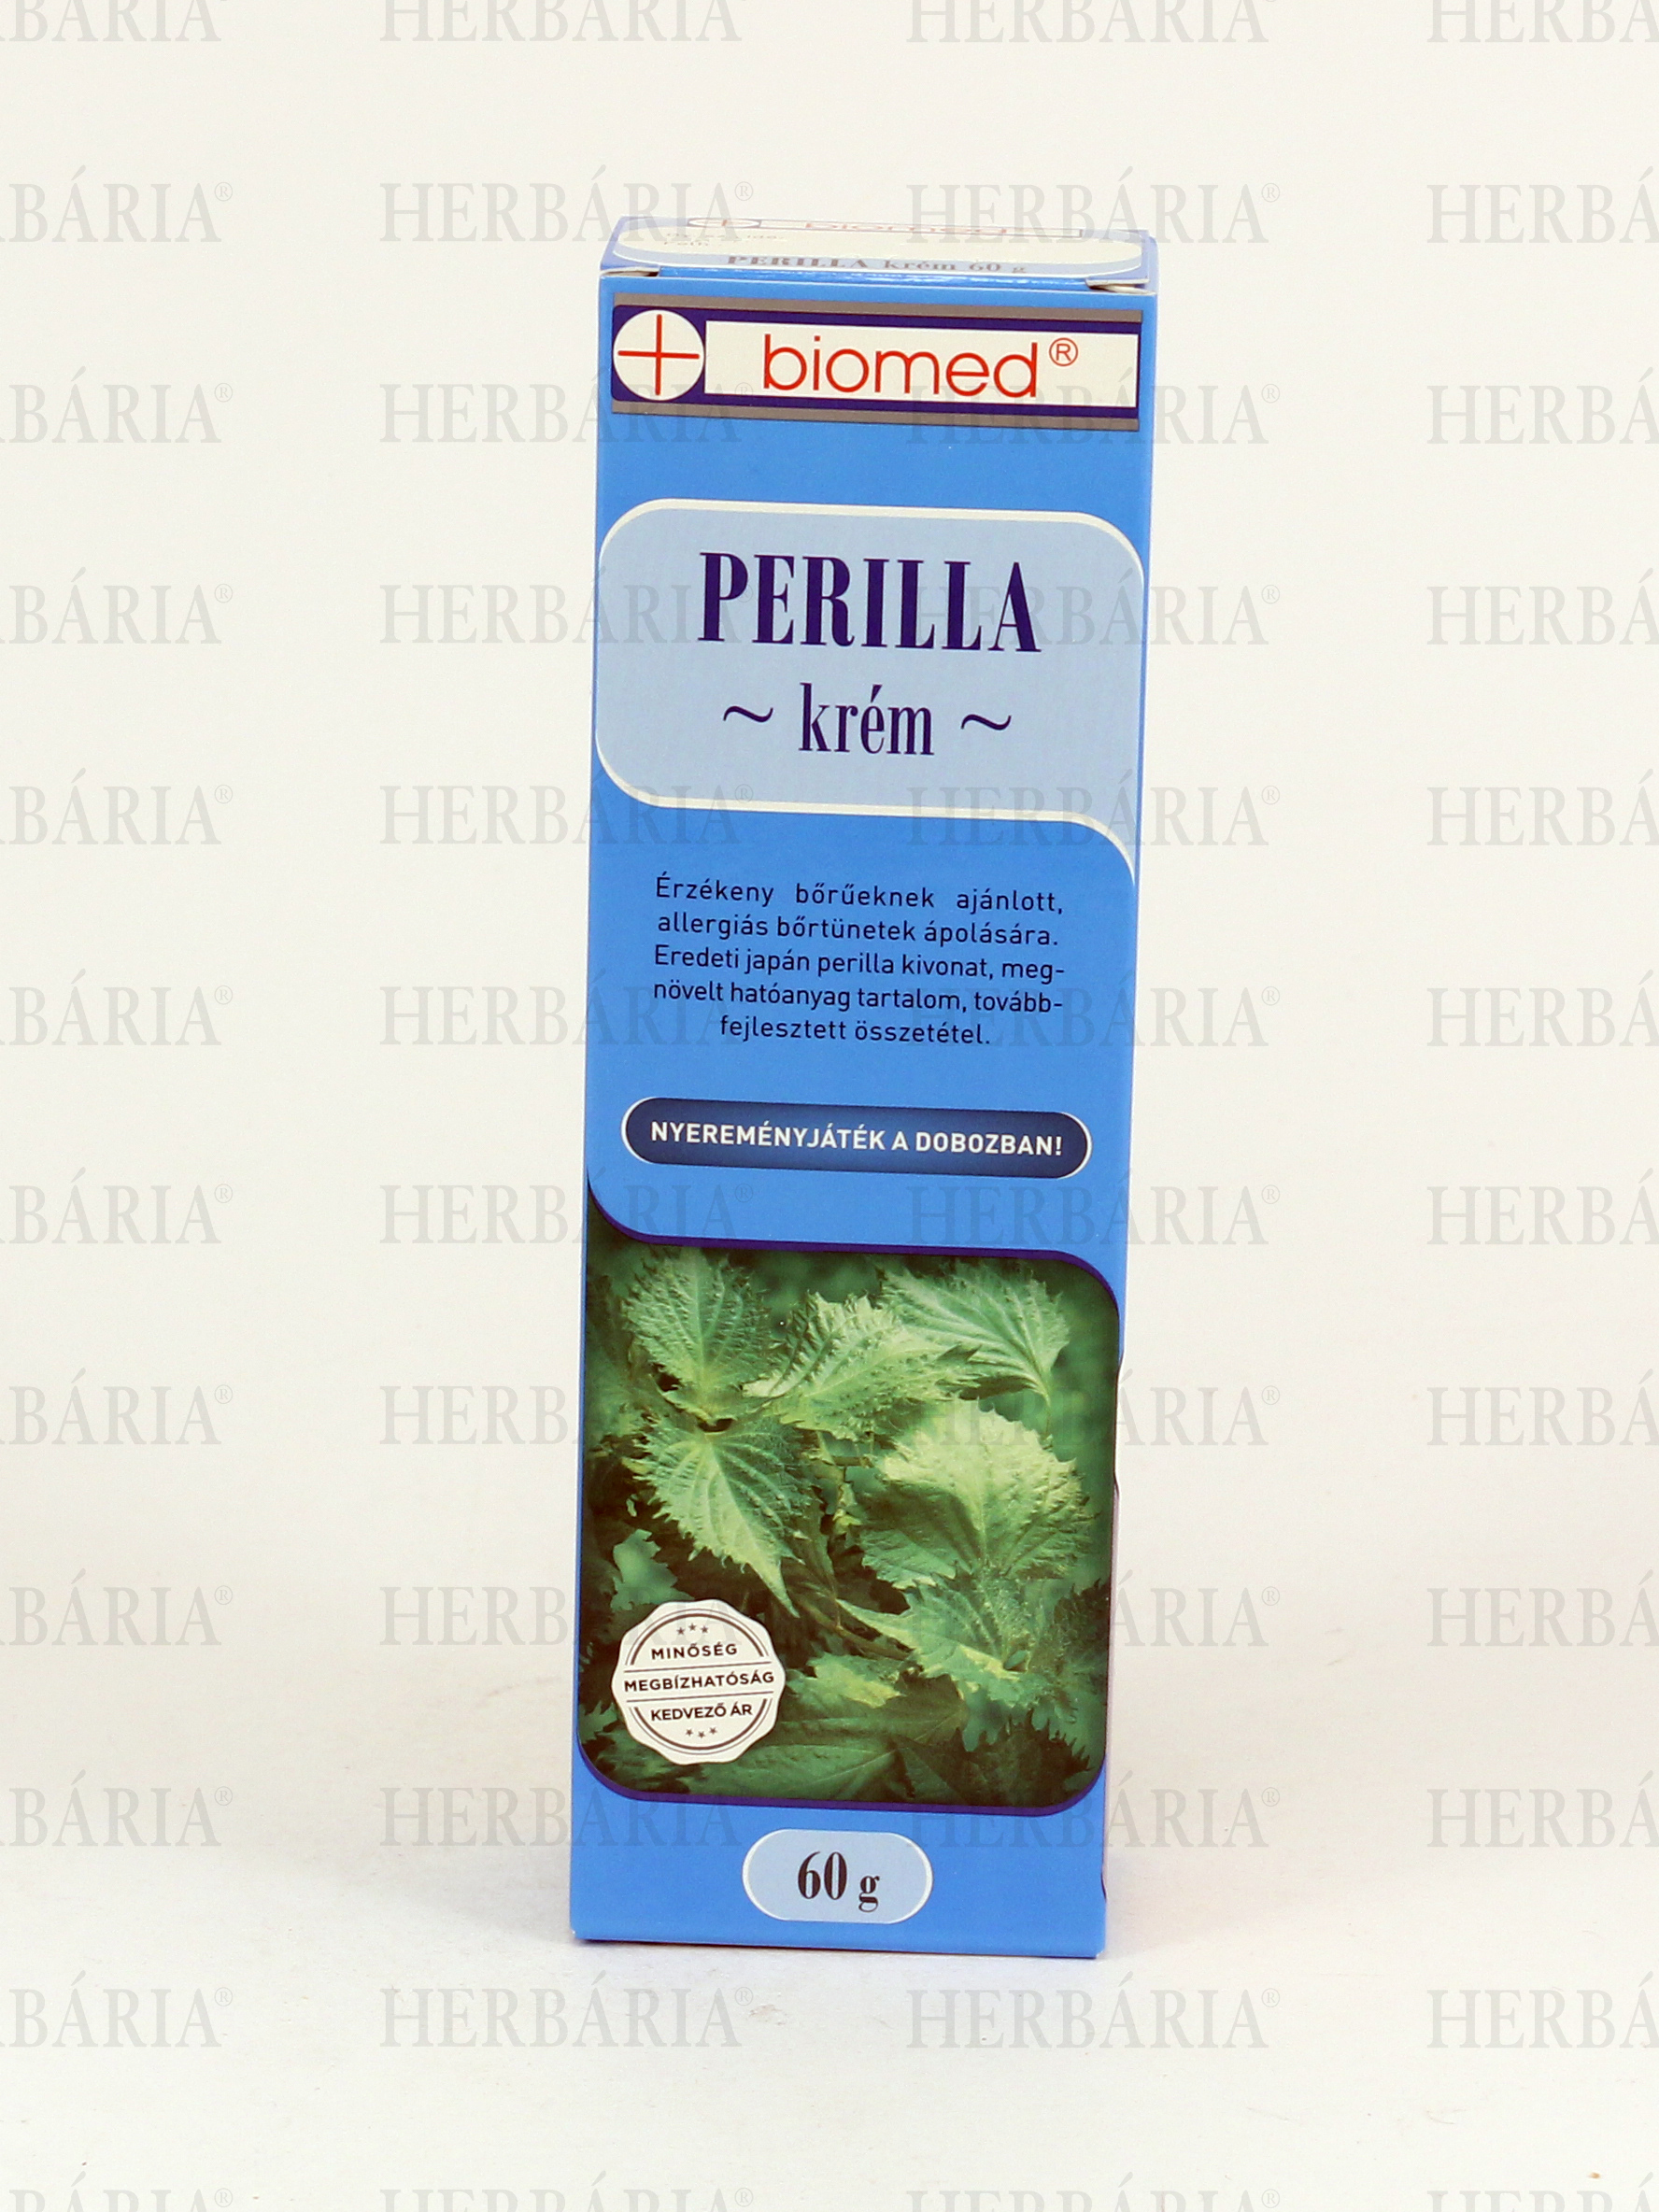 biomed®
PERILLA krém 60 g
biomed®
PERILLA
~ krém ~
Érzékeny bőrűeknek ajánlott,
allergiás bőrtünetek ápolására.
Eredeti japán perilla kivonat, meg-
növelt hatóanyag tartalom, tovább-
fejlesztett összetétel.
NYEREMÉNYJÁTÉK A DOBOZBAN!
MINŐSÉG
MEGBÍZHATÓSÁG
KEDVEZŐ ÁR
60 g
HERBÁRIA®